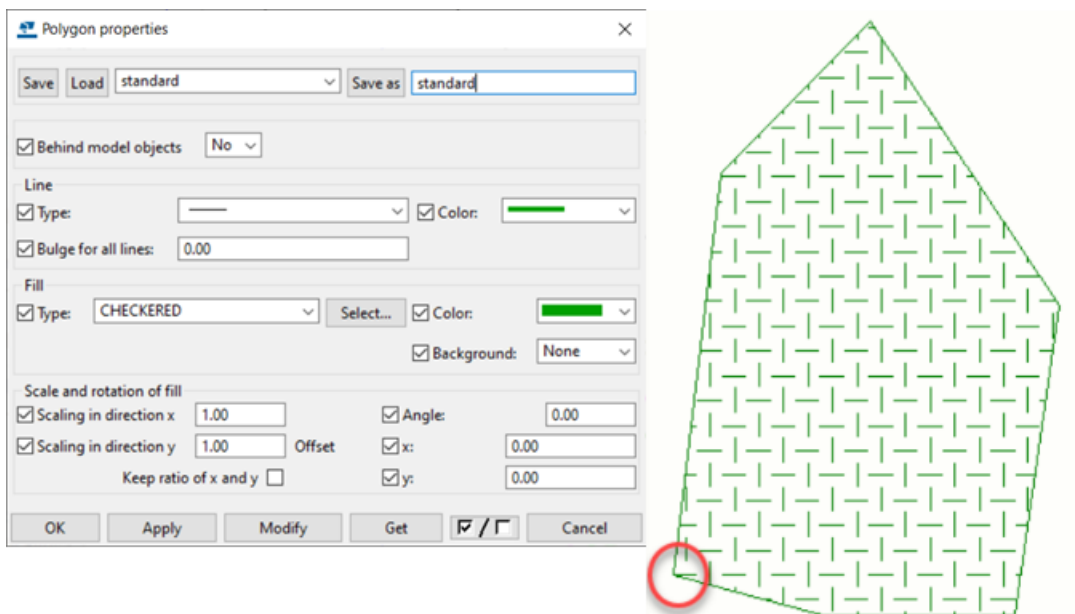 Polygon properties
Save Load standard Save as standard
Behind model objects No
Line
Type: Color:
Bulge for all lines: 0.00
Fill
Type: CHECKERED Select... Color:
Background: None
Scale and rotation of fill
Scaling in direction x 1.00 Angle: 0.00
Scaling in direction y 1.00 Offset x: 0.00
Keep ratio of x and y y: 0.00
OK Apply Modify Get / Cancel